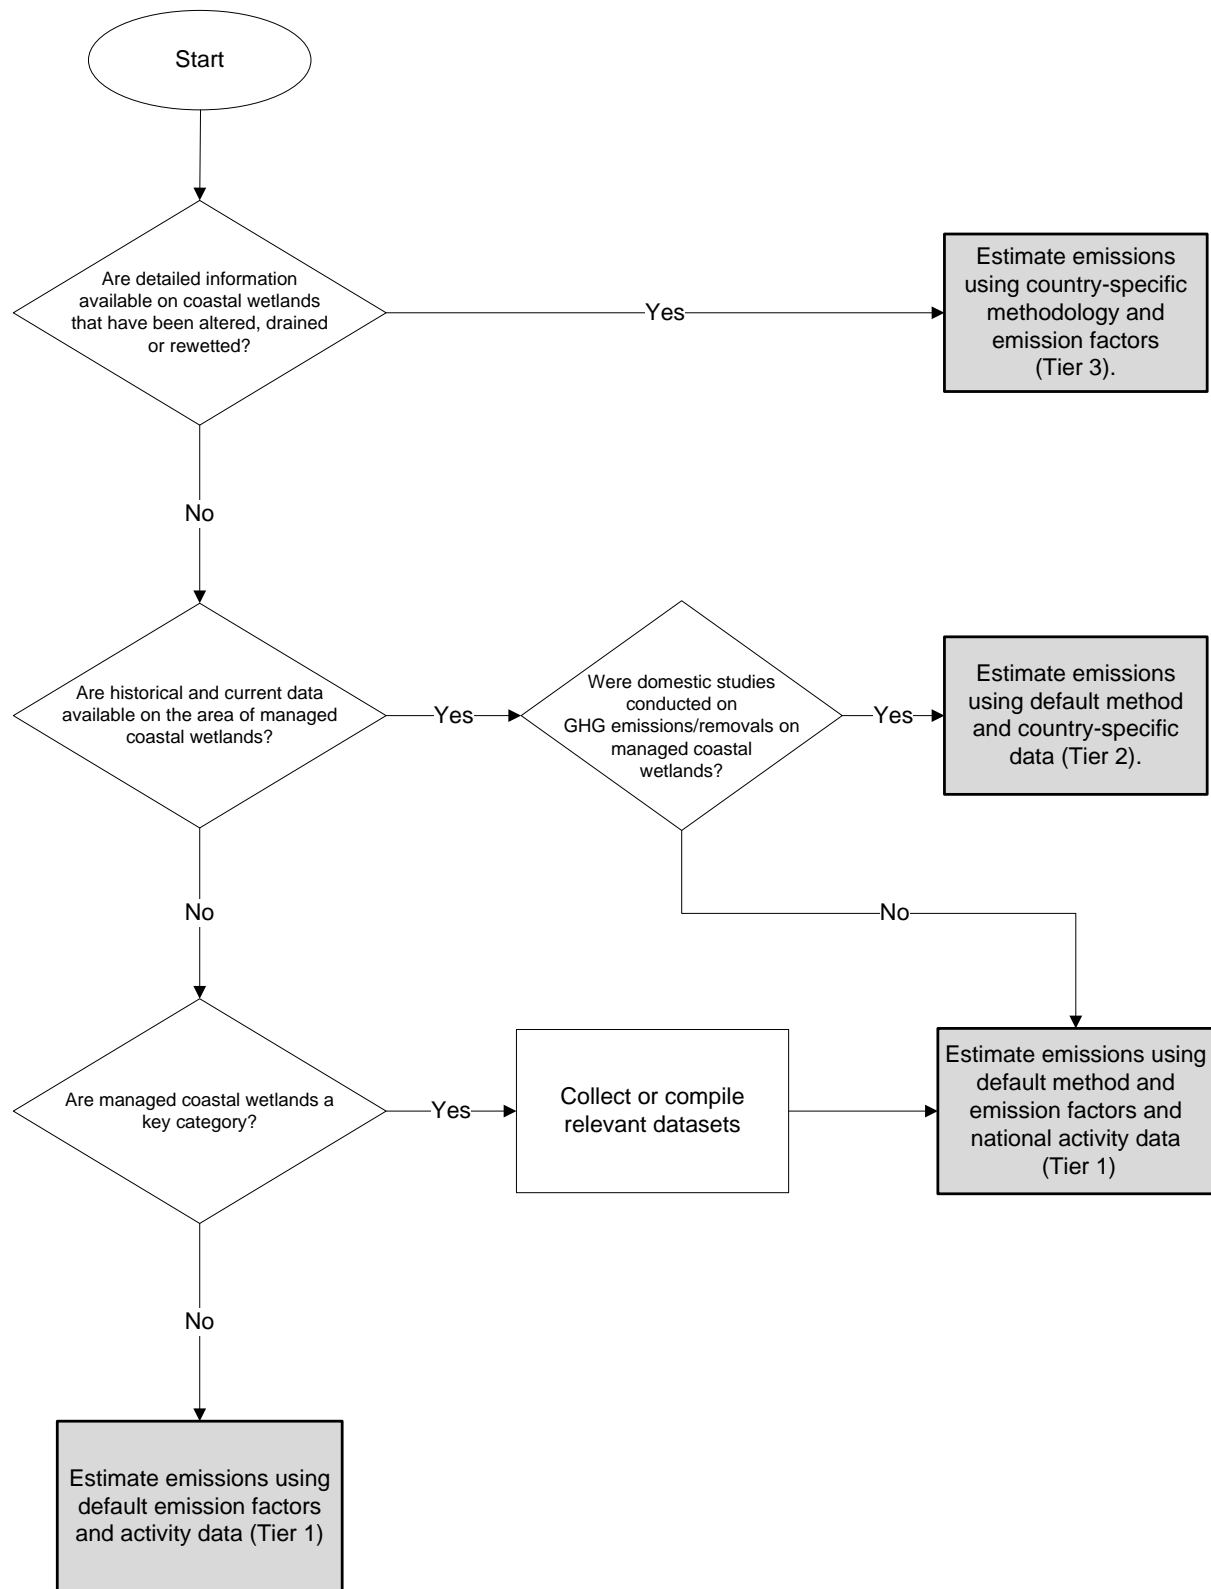 Start
Are detailed information
available on coastal wetlands
that have been altered, drained
or rewetted?
Yes
Estimate emissions
using country-specific
methodology and
emission factors
(Tier 3).
No
Are historical and current data
available on the area of managed
coastal wetlands?
Yes
Were domestic studies
conducted on
GHG emissions/removals on
managed coastal
wetlands?
Yes
Estimate emissions
using default method
and country-specific
data (Tier 2).
No
No
Are managed coastal wetlands a
key category?
Yes
Collect or compile
relevant datasets
Estimate emissions using
default method and
emission factors and
national activity data
(Tier 1)
No
Estimate emissions using
default emission factors
and activity data (Tier 1)